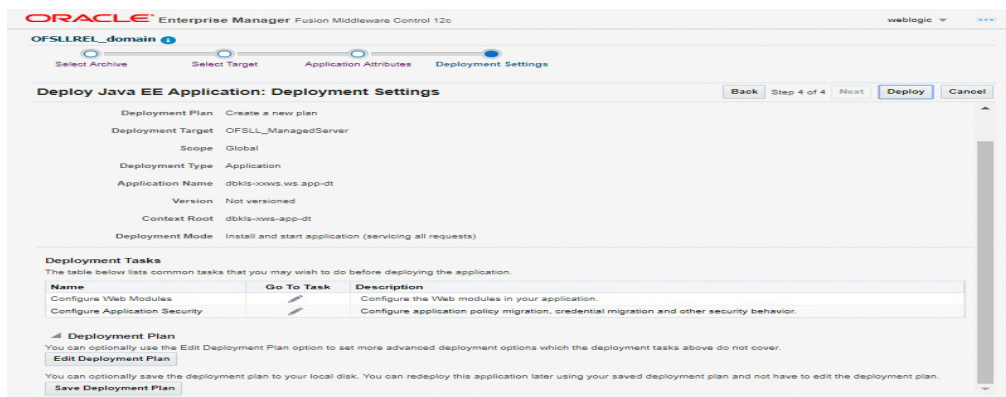 ORACLE Enterprise Manager Fusion Middleware Control 12c weblogic
OFSLLREL_domain
Select Archive Select Target Application Attributes Deployment Settings
Deploy Java EE Application: Deployment Settings Back Step 4 of 4 Next Deploy Cancel
Deployment Plan Create a new plan
Deployment Target OFSLL_ManagedServer
Scope Global
Deployment Type Application
Application Name dbkls-xxws.ws.app-dt
Version Not versioned
Context Root dbkls-xws-app-dt
Deployment Mode Install and start application (servicing all requests)
Deployment Tasks
The table below lists common tasks that you may wish to do before deploying the application.
Name Go To Task Description
Configure Web Modules Configure the Web modules in your application.
Configure Application Security Configure application policy migration, credential migration and other security behavior.
Deployment Plan
You can optionally use the Edit Deployment Plan option to set more advanced deployment options which the deployment tasks above do not cover.
Edit Deployment Plan
You can optionally save the deployment plan to your local disk. You can redeploy this application later using your saved deployment plan and not have to edit the deployment plan.
Save Deployment Plan